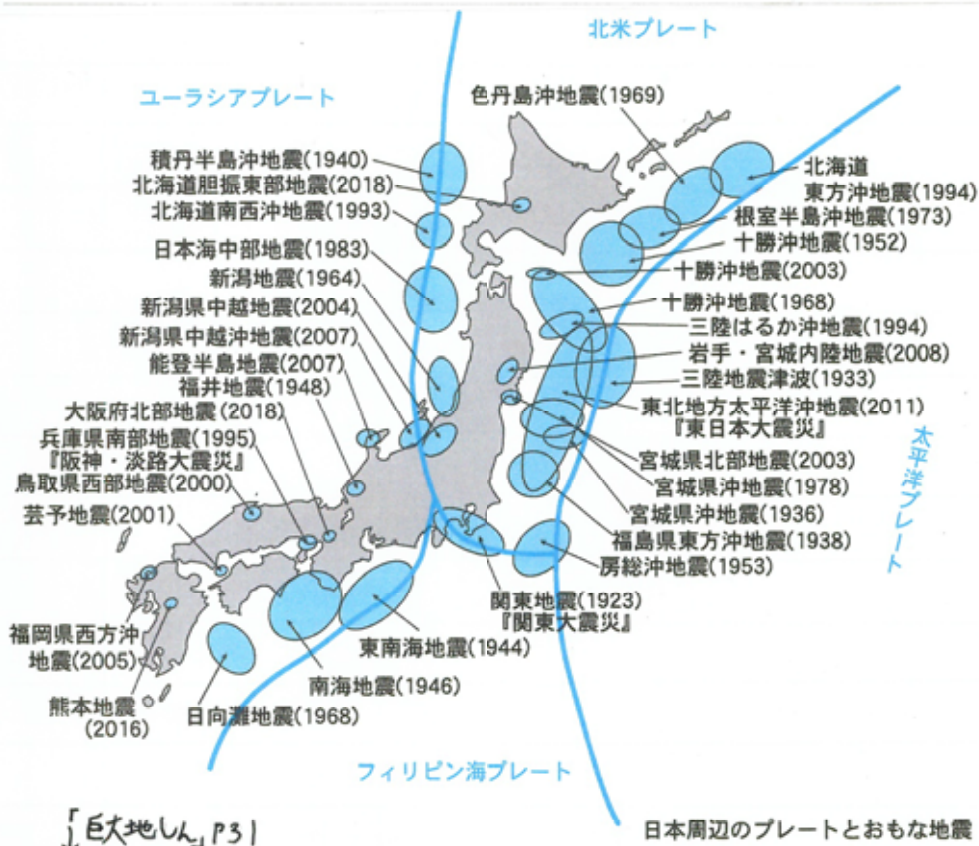 北米プレート
ユーラシアプレート
色丹島沖地震(1969)
積丹半島沖地震(1940)
北海道胆振東部地震(2018)
北海道南西沖地震(1993)
日本海中部地震(1983)
新潟地震(1964)
新潟県中越地震(2004)
新潟県中越沖地震(2007)
能登半島地震(2007)
福井地震(1948)
大阪府北部地震(2018)
兵庫県南部地震(1995)
『阪神・淡路大震災』
鳥取県西部地震(2000)
芸予地震(2001)
福岡県西方沖
地震(2005)
熊本地震
(2016)
日向灘地震(1968)
南海地震(1946)
東南海地震(1944)
関東地震(1923)
『関東大震災』
北海道
東方沖地震(1994)
根室半島沖地震(1973)
十勝沖地震(1952)
十勝沖地震(2003)
十勝沖地震(1968)
三陸はるか沖地震(1994)
岩手・宮城内陸地震(2008)
三陸地震津波(1933)
東北地方太平洋沖地震(2011)
『東日本大震災』
宮城県北部地震(2003)
宮城県沖地震(1978)
宮城県沖地震(1936)
福島県東方沖地震(1938)
房総沖地震(1953)
太平洋プレート
フィリピン海プレート
「巨大地しん」P31
日本周辺のプレートとおもな地震